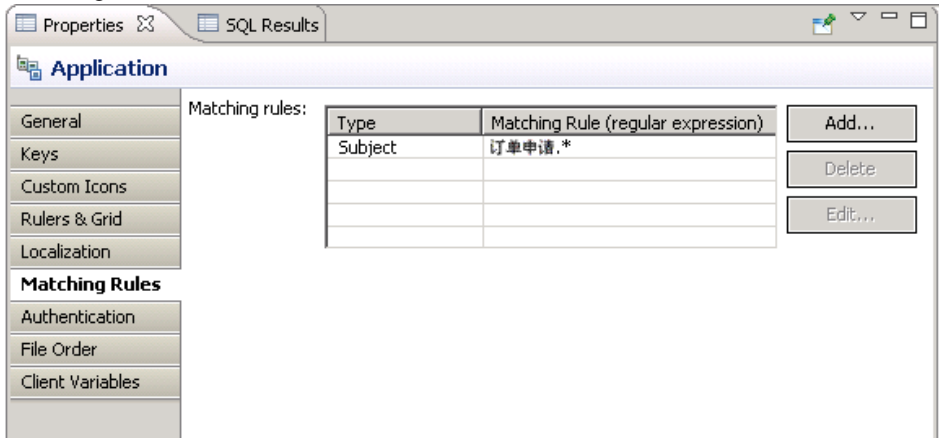 Properties SQL Results
Application
General
Keys
Custom Icons
Rulers & Grid
Localization
Matching Rules
Authentication
File Order
Client Variables
Matching rules:
Type Matching Rule (regular expression)
Subject 订单申请.*
Add...
Delete
Edit...